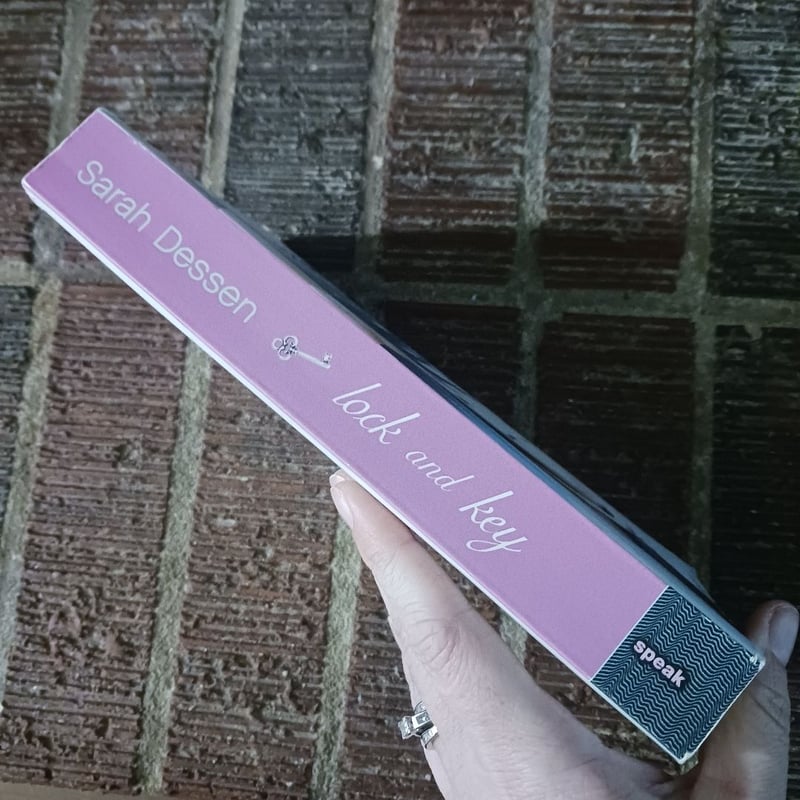 Sarah Dessen
lock and key
speak